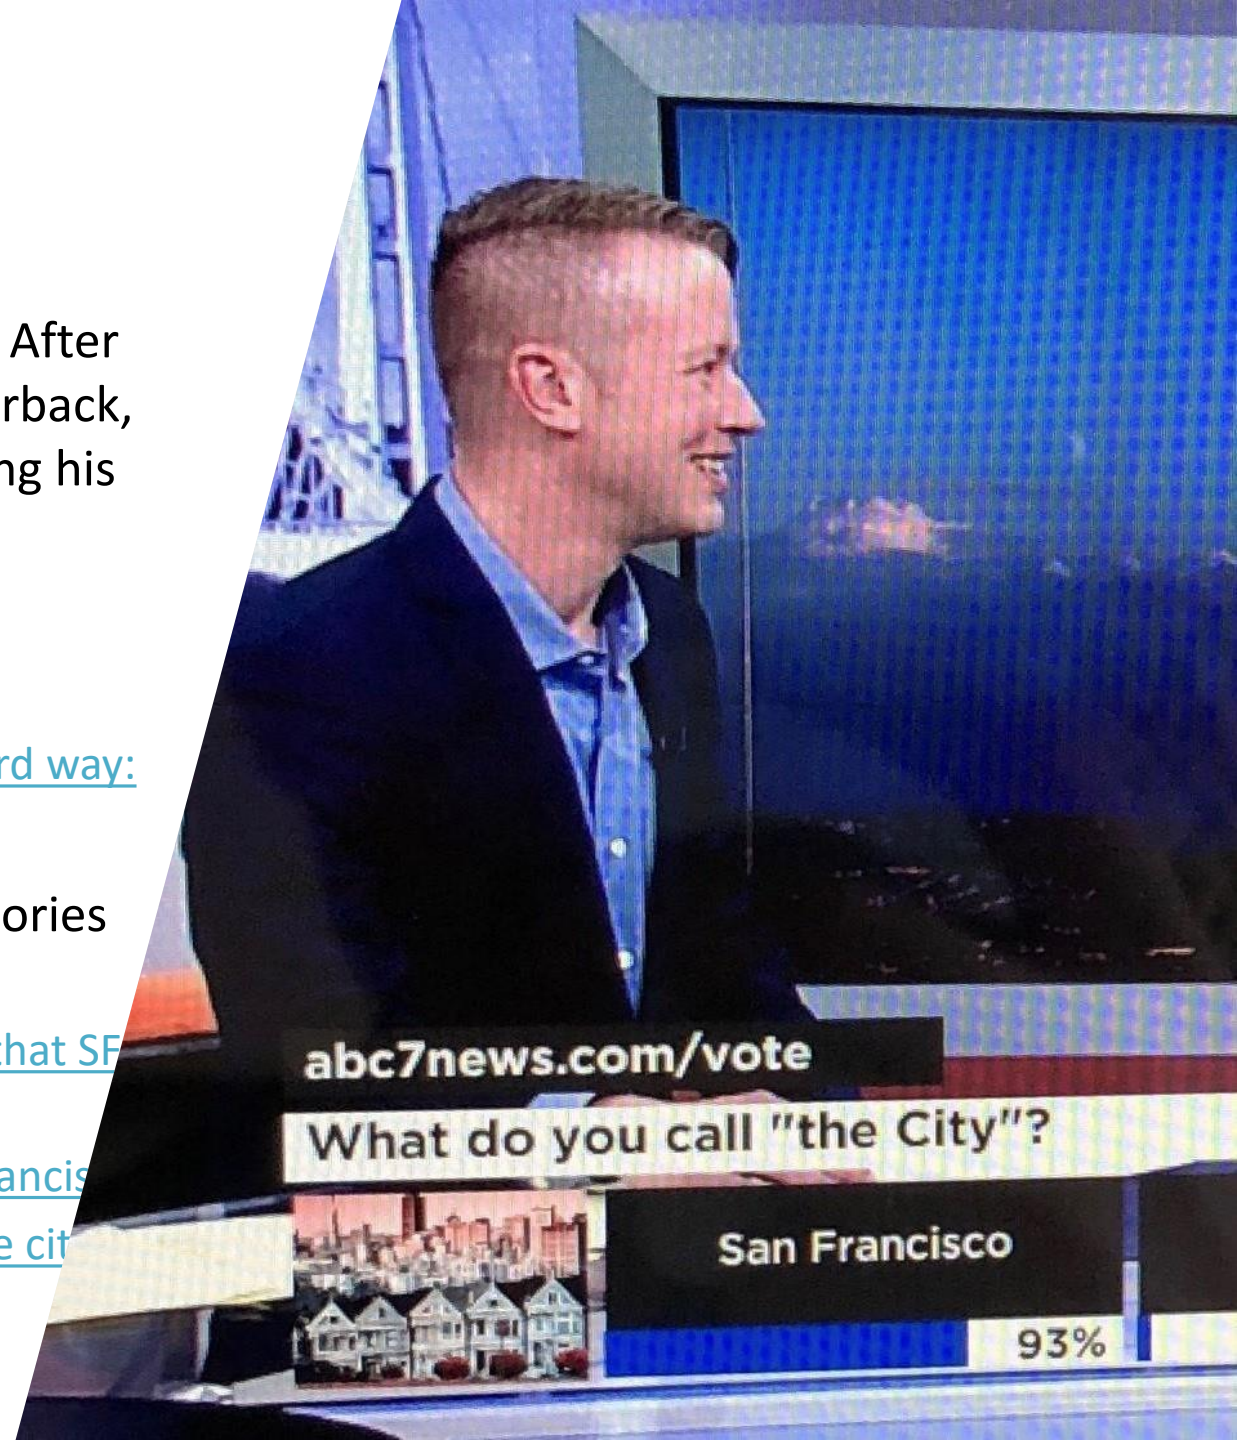 After
rback,
ng his
rd way:
ories
that SF
ancis
e cit
abc7news.com/vote
What do you call "the City"?
San Francisco
93%